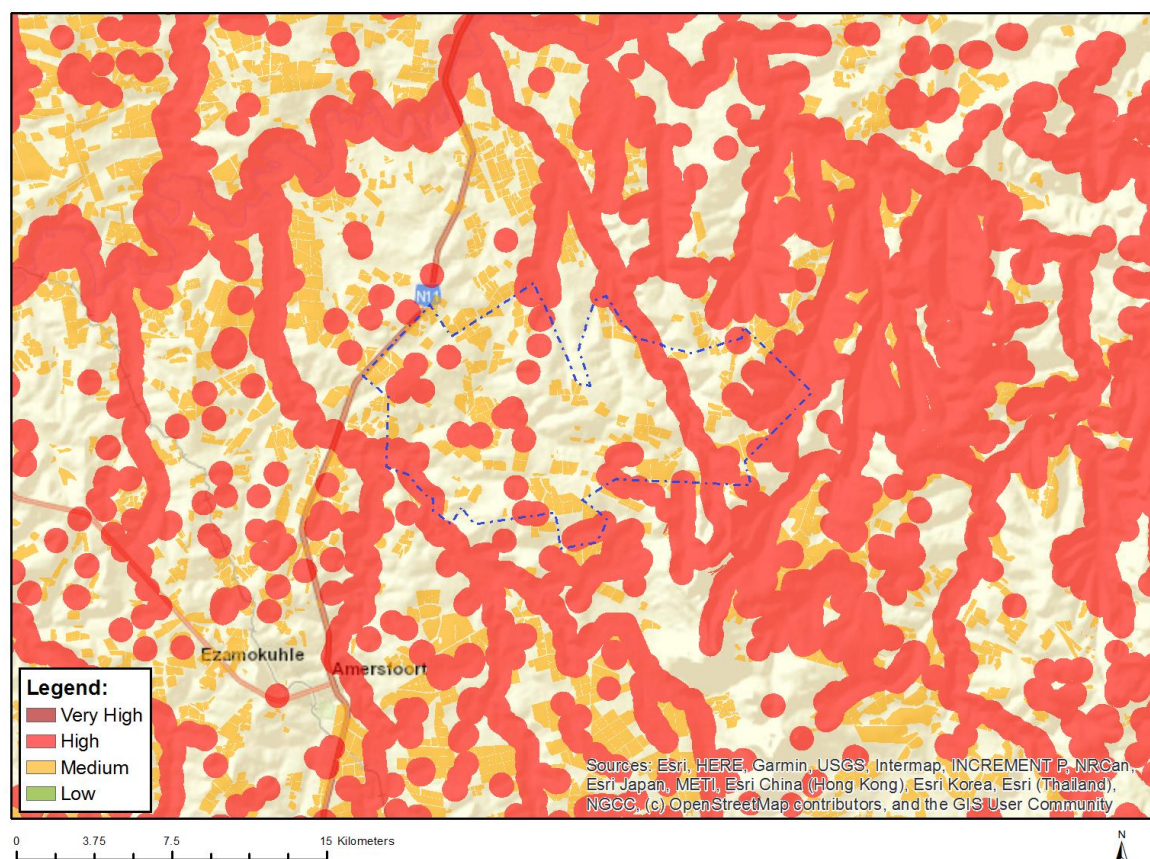 N11
Ezamokuhle
Amersfoort
Legend:
Very High
High
Medium
Low
Sources: Esri, HERE, Garmin, USGS, Intermap, INCREMENT P, NRCan,
Esri Japan, METI, Esri China (Hong Kong), Esri Korea, Esri (Thailand),
NGCC, (c) OpenStreetMap contributors, and the GIS User Community
0 3.75 7.5 15 Kilometers
N